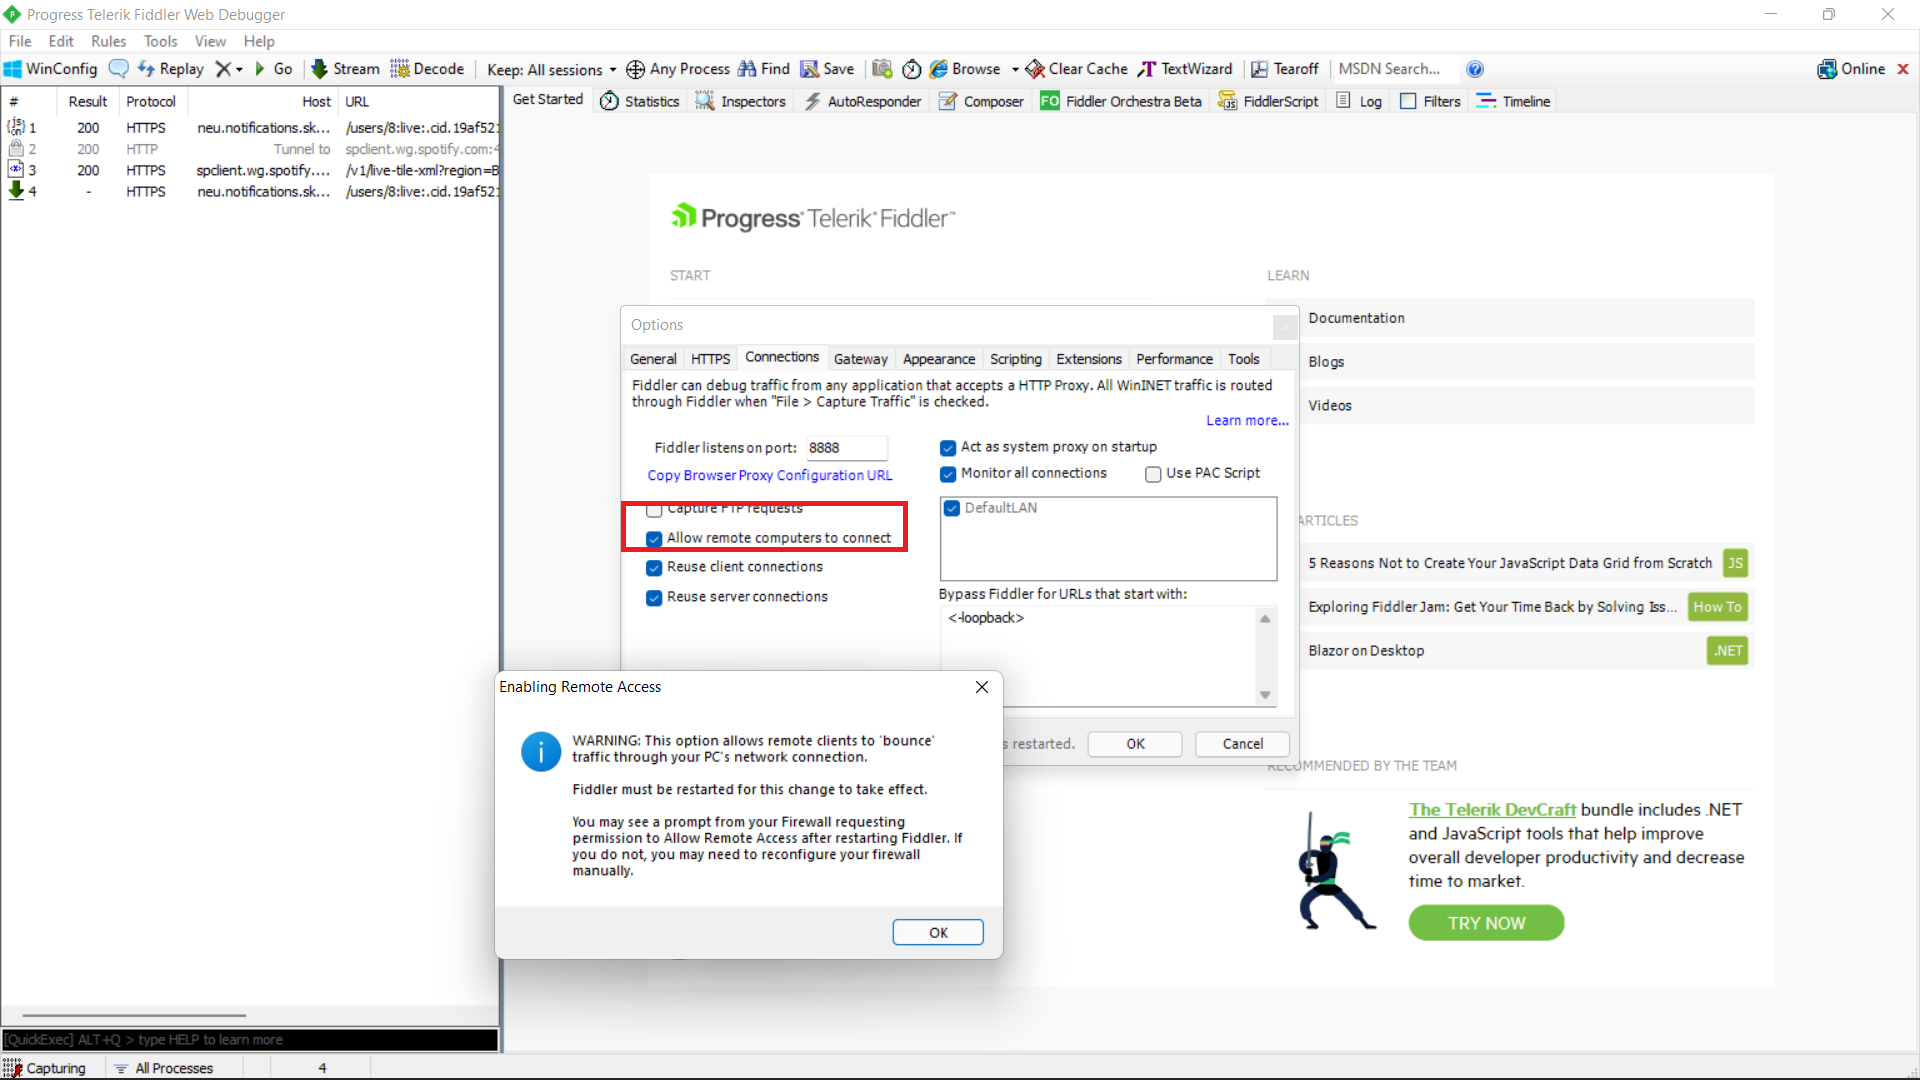 Progress Telerik Fiddler Web Debugger
File Edit Rules Tools View Help
WinConfig Replay Go Stream Decode Keep: All sessions Any Process Find Save Browse Clear Cache TextWizard Tearoff MSDN Search... Online
# Result Protocol Host URL
1 200 HTTPS neu.notifications.sk... /users/8:live:.cid.19af521
2 200 HTTP Tunnel to spclient.wg.spotify.com:4
3 200 HTTPS spclient.wg.spotify.... /v1/live-tile-xml?region=B
4 - HTTPS neu.notifications.sk... /users/8:live:.cid.19af521
Get Started Statistics Inspectors AutoResponder Composer FO Fiddler Orchestra Beta FiddlerScript Log Filters Timeline
Progress Telerik Fiddler
START
LEARN
Documentation
Blogs
Videos
ARTICLES
5 Reasons Not to Create Your JavaScript Data Grid from Scratch JS
Exploring Fiddler Jam: Get Your Time Back by Solving Iss... How To
Blazor on Desktop .NET
RECOMMENDED BY THE TEAM
The Telerik DevCraft bundle includes .NET
and JavaScript tools that help improve
overall developer productivity and decrease
time to market.
TRY NOW
Options
General HTTPS Connections Gateway Appearance Scripting Extensions Performance Tools
Fiddler can debug traffic from any application that accepts a HTTP Proxy. All WinINET traffic is routed
through Fiddler when "File > Capture Traffic" is checked.
Learn more...
Fiddler listens on port: 8888
Copy Browser Proxy Configuration URL
Capture FTP requests
Allow remote computers to connect
Reuse client connections
Reuse server connections
Act as system proxy on startup
Monitor all connections Use PAC Script
DefaultLAN
Bypass Fiddler for URLs that start with:
<-loopback>
s restarted. OK Cancel
Enabling Remote Access
WARNING: This option allows remote clients to 'bounce'
traffic through your PC's network connection.
Fiddler must be restarted for this change to take effect.
You may see a prompt from your Firewall requesting
permission to Allow Remote Access after restarting Fiddler. If
you do not, you may need to reconfigure your firewall
manually.
OK
[QuickExec] ALT+Q > type HELP to learn more
Capturing All Processes 4